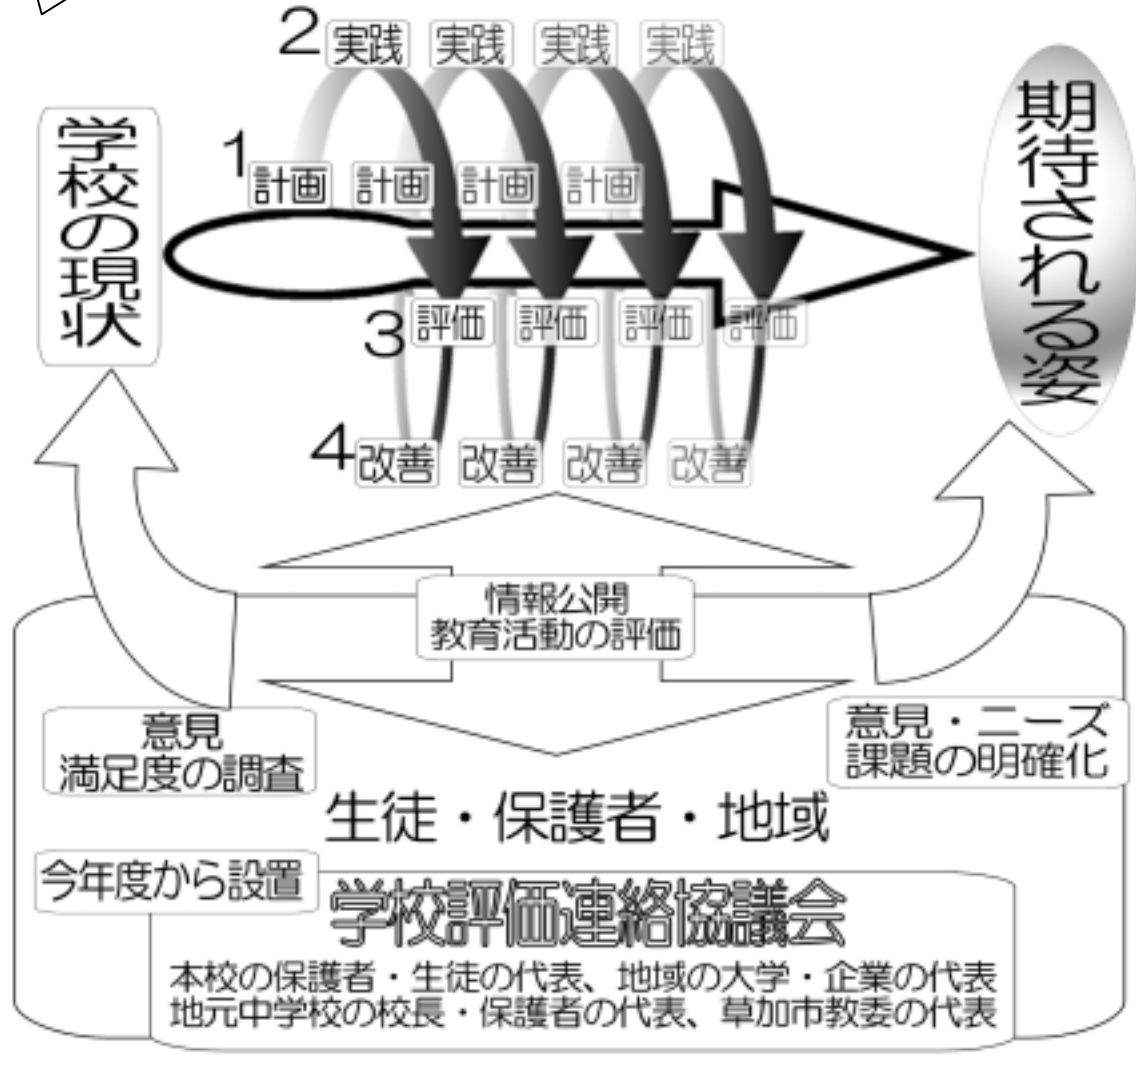 2 実践 実践 実践 実践
1 計画 計画 計画 計画
学校の現状
期待される姿
3 評価 評価 評価 評価
4 改善 改善 改善 改善
情報公開
教育活動の評価
意見
満足度の調査
意見・ニーズ
課題の明確化
生徒・保護者・地域
今年度から設置
学校評価連絡協議会
本校の保護者・生徒の代表、地域の大学・企業の代表
地元中学校の校長・保護者の代表、草加市教委の代表